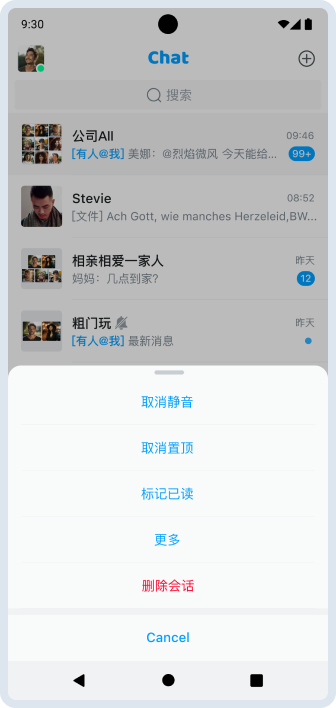 9:30
Chat
搜索
公司All
09:46
[有人@我] 美娜：@烈焰微风 今天能给...
99+
Stevie
08:52
[文件] Ach Gott, wie manches Herzeleid,BW...
相亲相爱一家人
昨天
妈妈：几点到家?
12
粗门玩
昨天
[有人@我] 最新消息
取消静音
取消置顶
标记已读
更多
删除会话
Cancel